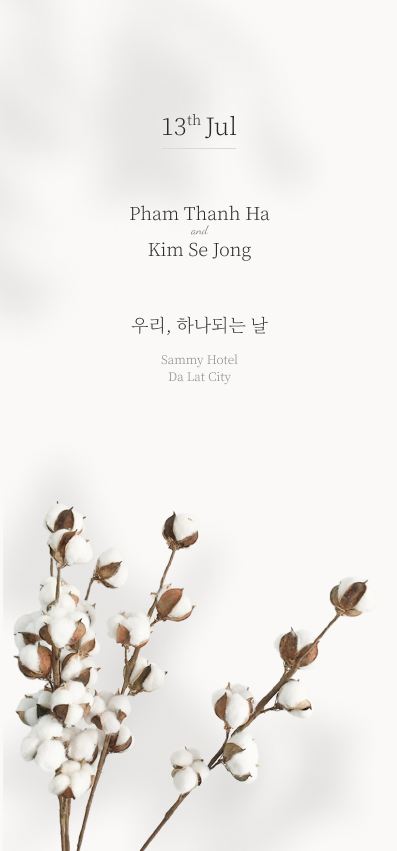 13th Jul
Pham Thanh Ha
and
Kim Se Jong
우리, 하나되는 날
Sammy Hotel
Da Lat City